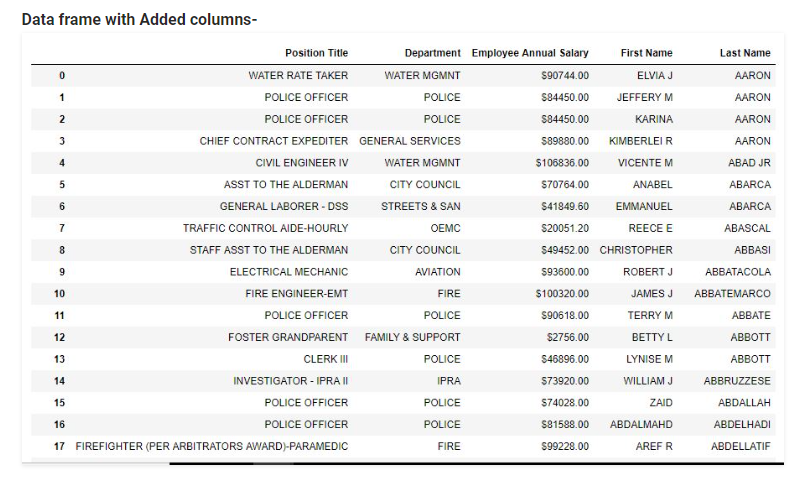 Data frame with Added columns-
Position Title Department Employee Annual Salary First Name Last Name
0 WATER RATE TAKER WATER MGMNT $90744.00 ELVIA J AARON
1 POLICE OFFICER POLICE $84450.00 JEFFERY M AARON
2 POLICE OFFICER POLICE $84450.00 KARINA AARON
3 CHIEF CONTRACT EXPEDITER GENERAL SERVICES $89880.00 KIMBERLEI R AARON
4 CIVIL ENGINEER IV WATER MGMNT $106836.00 VICENTE M ABAD JR
5 ASST TO THE ALDERMAN CITY COUNCIL $70764.00 ANABEL ABARCA
6 GENERAL LABORER - DSS STREETS & SAN $41849.60 EMMANUEL ABARCA
7 TRAFFIC CONTROL AIDE-HOURLY OEMC $20051.20 REECE E ABASCAL
8 STAFF ASST TO THE ALDERMAN CITY COUNCIL $49452.00 CHRISTOPHER ABBASI
9 ELECTRICAL MECHANIC AVIATION $93600.00 ROBERT J ABBATACOLA
10 FIRE ENGINEER-EMT FIRE $100320.00 JAMES J ABBATEMARCO
11 POLICE OFFICER POLICE $90618.00 TERRY M ABBATE
12 FOSTER GRANDPARENT FAMILY & SUPPORT $2756.00 BETTY L ABBOTT
13 CLERK III POLICE $46896.00 LYNISE M ABBOTT
14 INVESTIGATOR - IPRA II IPRA $73920.00 WILLIAM J ABBRUZZESE
15 POLICE OFFICER POLICE $74028.00 ZAID ABDALLAH
16 POLICE OFFICER POLICE $81588.00 ABDALMAHD ABDELHADI
17 FIREFIGHTER (PER ARBITRATORS AWARD)-PARAMEDIC FIRE $99228.00 AREF R ABDELLATIF